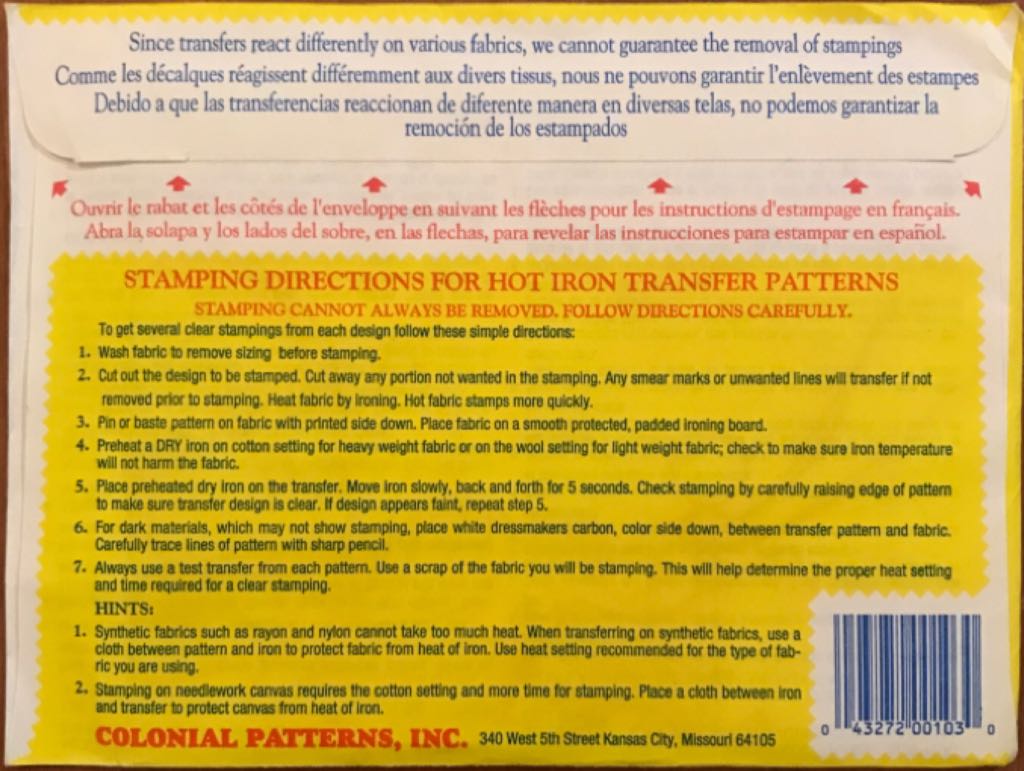 Since transfers react differently on various fabrics, we cannot guarantee the removal of stampings
Comme les décalques réagissent différemment aux divers tissus, nous ne pouvons garantir l'enlèvement des estampes
Debido a que las transferencias reaccionan de diferente manera en diversas telas, no podemos garantizar la
remoción de los estampados
Ouvrir le rabat et les côtés de l'enveloppe en suivant les flèches pour les instructions d'estampage en français.
Abra la solapa y los lados del sobre, en las flechas, para revelar las instrucciones para estampar en español.
STAMPING DIRECTIONS FOR HOT IRON TRANSFER PATTERNS
STAMPING CANNOT ALWAYS BE REMOVED. FOLLOW DIRECTIONS CAREFULLY.
To get several clear stampings from each design follow these simple directions:
1. Wash fabric to remove sizing before stamping.
2. Cut out the design to be stamped. Cut away any portion not wanted in the stamping. Any smear marks or unwanted lines will transfer if not
removed prior to stamping. Heat fabric by ironing. Hot fabric stamps more quickly.
3. Pin or baste pattern on fabric with printed side down. Place fabric on a smooth protected, padded ironing board.
4. Preheat a DRY iron on cotton setting for heavy weight fabric or on the wool setting for light weight fabric; check to make sure iron temperature
will not harm the fabric.
5. Place preheated dry iron on the transfer. Move iron slowly, back and forth for 5 seconds. Check stamping by carefully raising edge of pattern
to make sure transfer design is clear. If design appears faint, repeat step 5.
6. For dark materials, which may not show stamping, place white dressmakers carbon, color side down, between transfer pattern and fabric.
Carefully trace lines of pattern with sharp pencil.
7. Always use a test transfer from each pattern. Use a scrap of the fabric you will be stamping. This will help determine the proper heat setting
and time required for a clear stamping.
HINTS:
1. Synthetic fabrics such as rayon and nylon cannot take too much heat. When transferring on synthetic fabrics, use a
cloth between pattern and iron to protect fabric from heat of iron. Use heat setting recommended for the type of fab-
ric you are using.
2. Stamping on needlework canvas requires the cotton setting and more time for stamping. Place a cloth between iron
and transfer to protect canvas from heat of iron.
COLONIAL PATTERNS, INC. 340 West 5th Street Kansas City, Missouri 64105
0 43272 00103 0